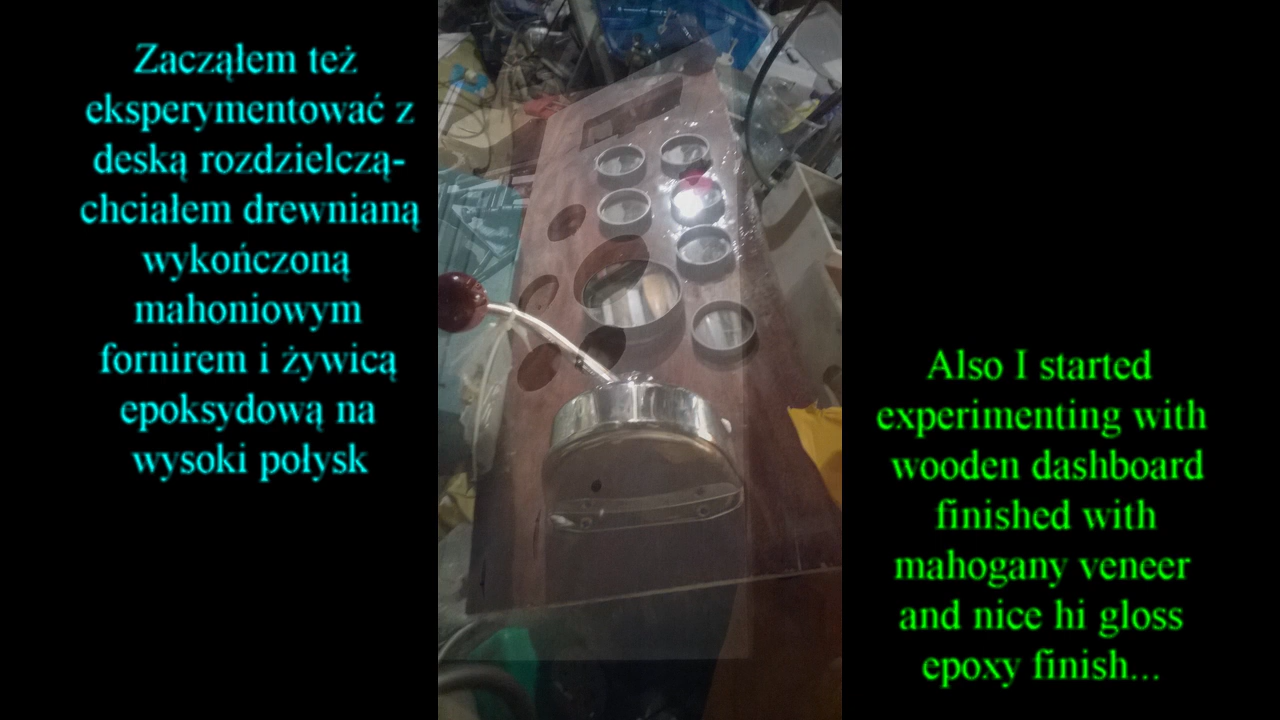 Zacząłem też
eksperymentować z
deską rozdzielczą-
chciałem drewnianą
wykończoną
mahoniowym
fornirem i żywicą
epoksydową na
wysoki połysk
Also I started
experimenting with
wooden dashboard
finished with
mahogany veneer
and nice hi gloss
epoxy finish...